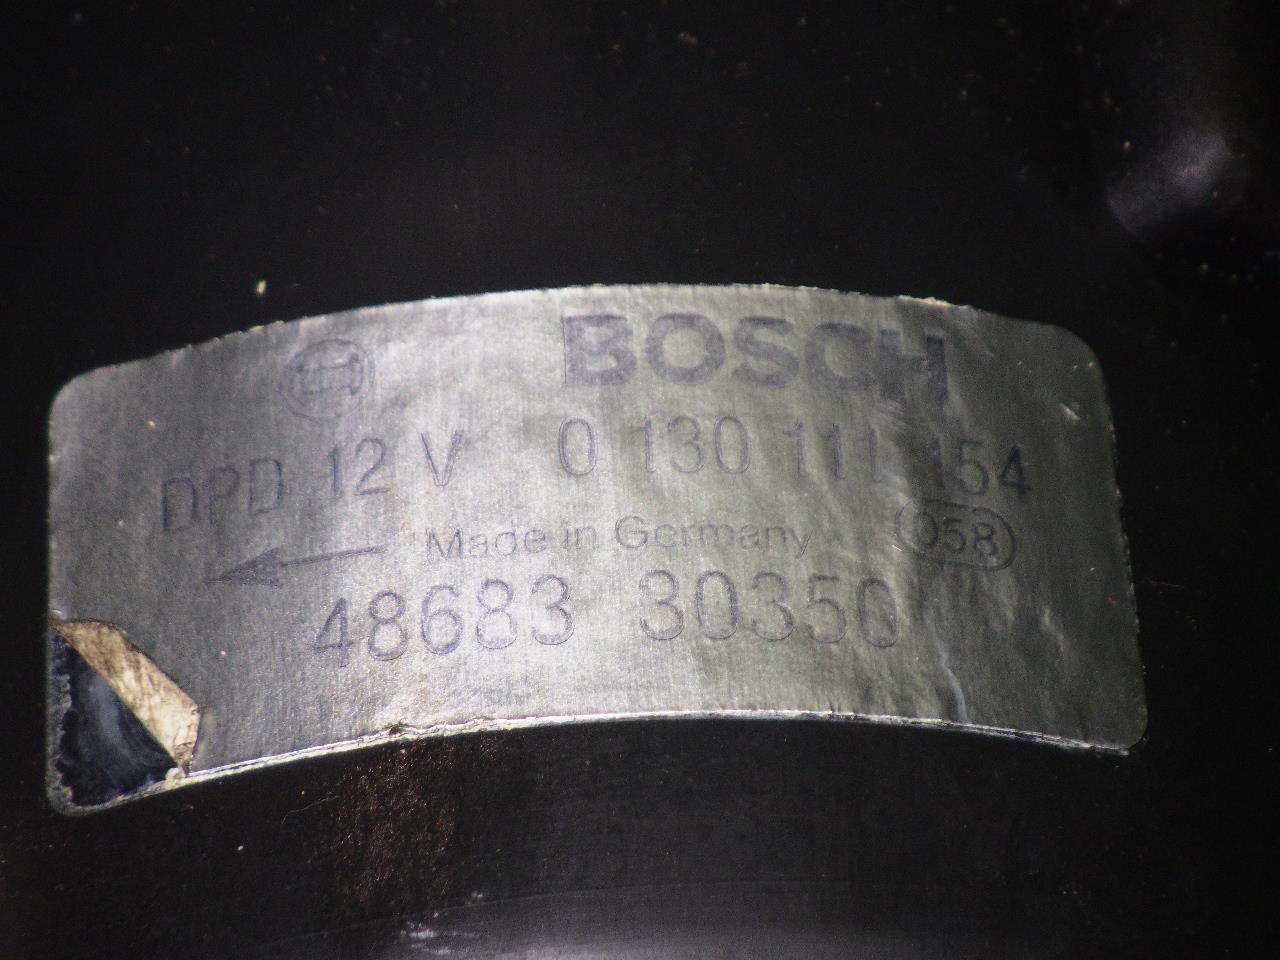 BOSCH
DPD 12 V 0 130 111 154
Made in Germany 058
48683 30350